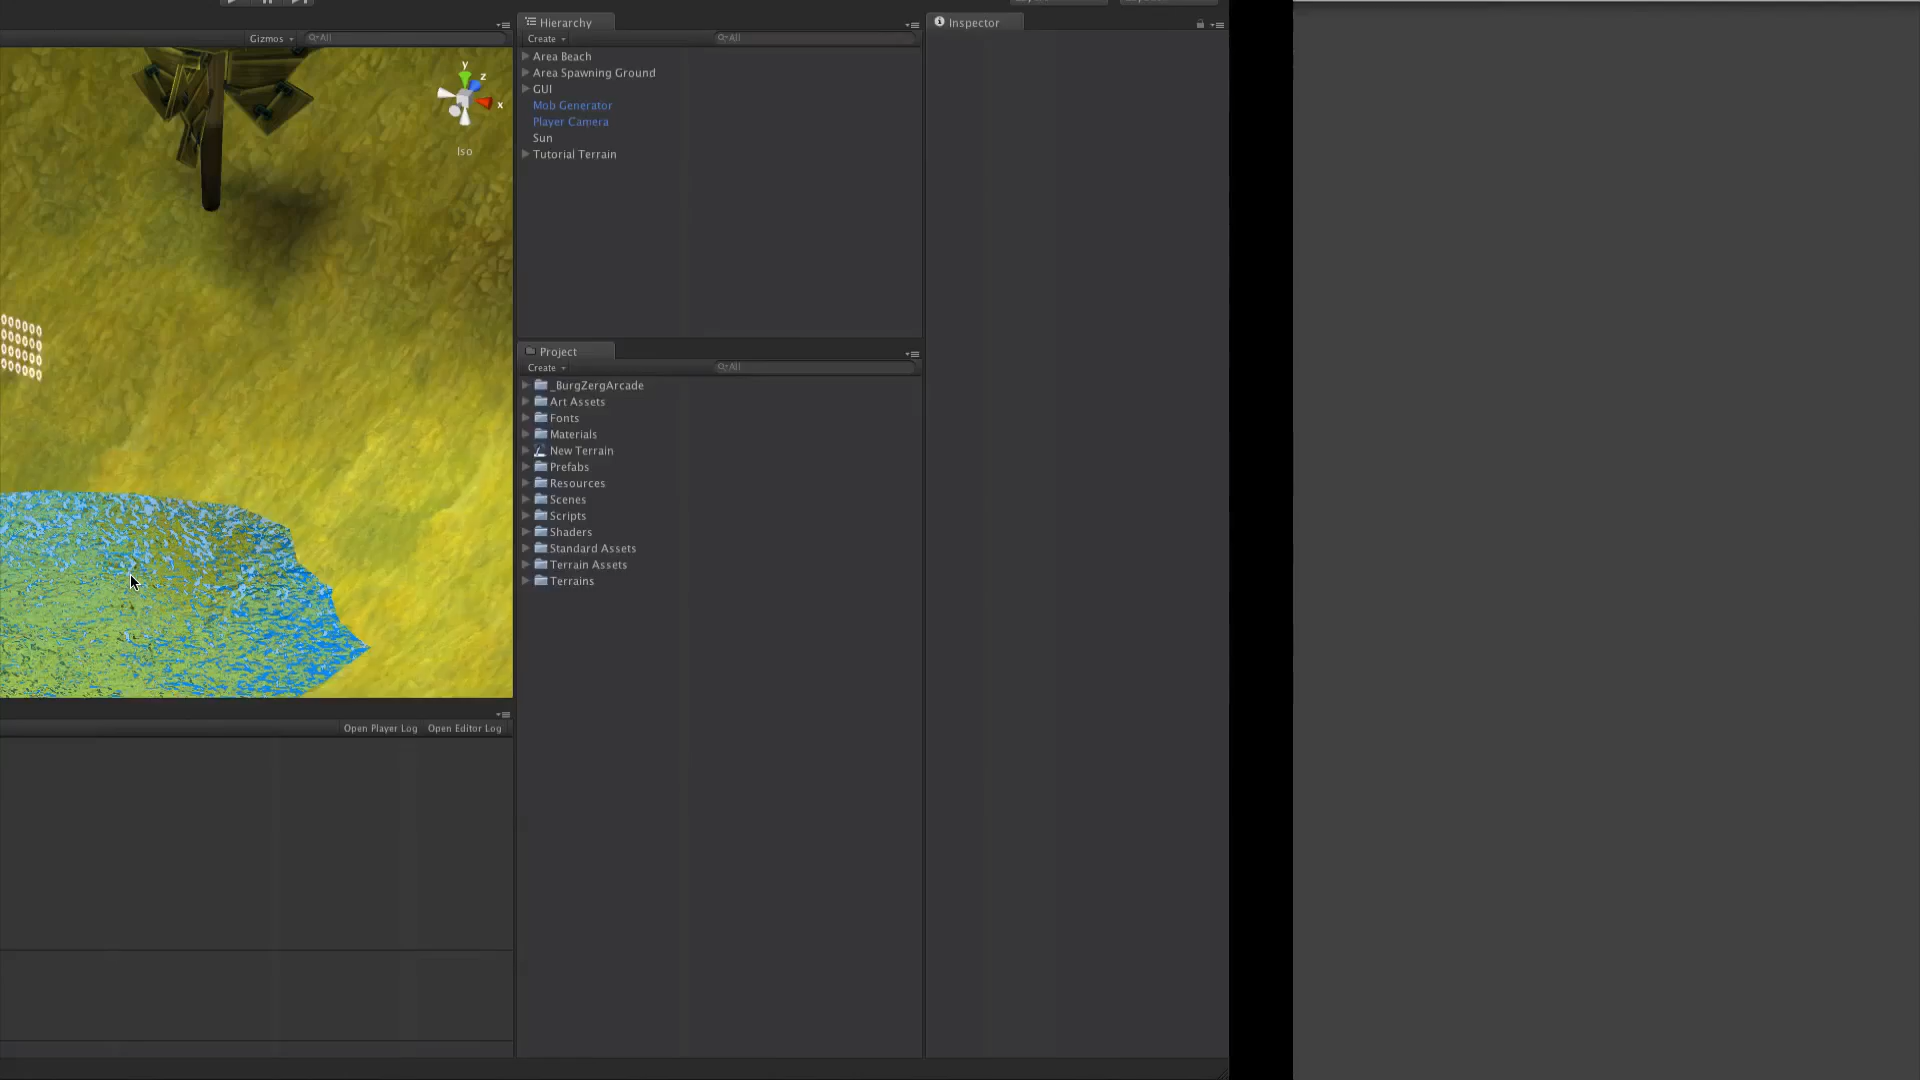 Gizmos
All
y
z
x
Iso
Open Player Log
Open Editor Log
Hierarchy
Create
All
Area Beach
Area Spawning Ground
GUI
Mob Generator
Player Camera
Sun
Tutorial Terrain
Project
Create
All
_BurgZergArcade
Art Assets
Fonts
Materials
New Terrain
Prefabs
Resources
Scenes
Scripts
Shaders
Standard Assets
Terrain Assets
Terrains
Inspector